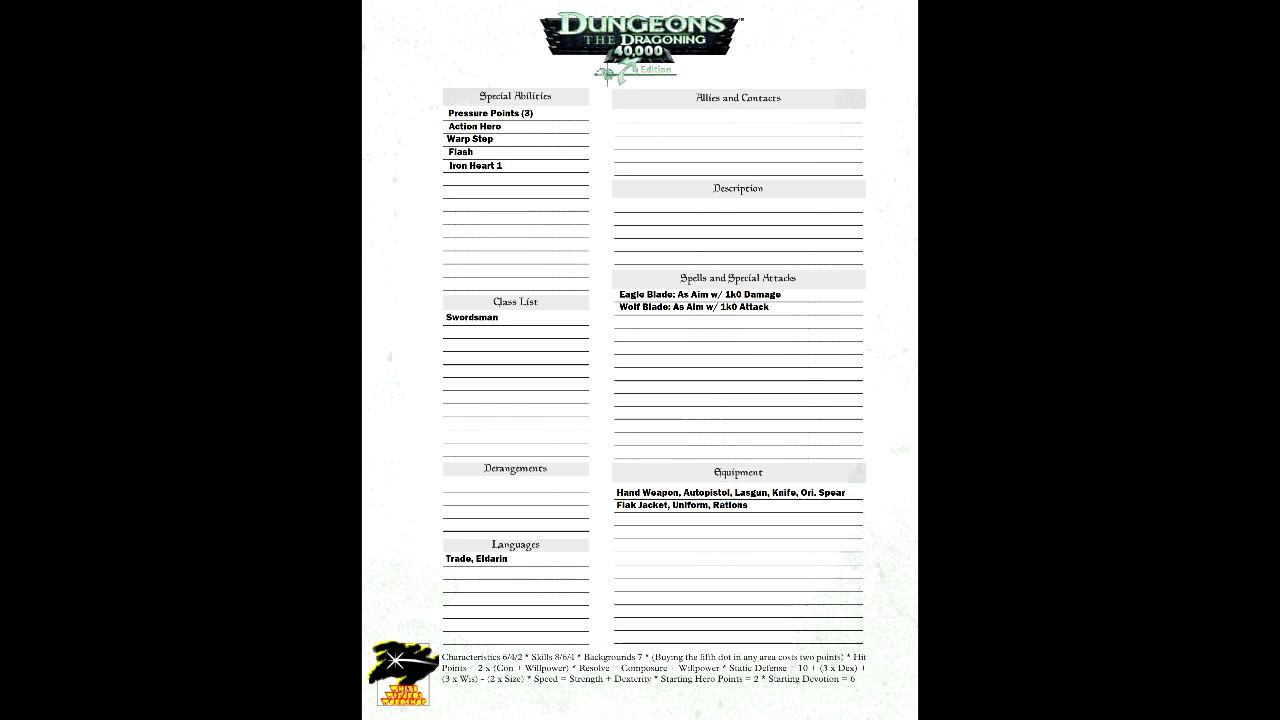 DUNGEONS
THE DRAGONING
40,000
Edition
Special Abilities
Pressure Points (3)
Action Hero
Warp Step
Flash
Iron Heart 1
Class List
Swordsman
Derangements
Languages
Trade, Eldarin
Allies and Contacts
Description
Spells and Special Attacks
Eagle Blade: As Aim w/ 1k0 Damage
Wolf Blade: As Aim w/ 1k0 Attack
Equipment
Hand Weapon, Autopistol, Lasgun, Knife, Ori. Spear
Flak Jacket, Uniform, Rations
WHITE
WIZARD
WORKSHOP
Characteristics 6/4/2 * Skills 8/6/4 * Backgrounds 7 * (Buying the fifth dot in any area costs two points) * Hit
Points = 2 x (Con + Willpower) * Resolve = Composure + Willpower * Static Defense = 10 + (3 x Dex) +
(3 x Wis) - (2 x Size) * Speed = Strength + Dexterity * Starting Hero Points = 2 * Starting Devotion = 6